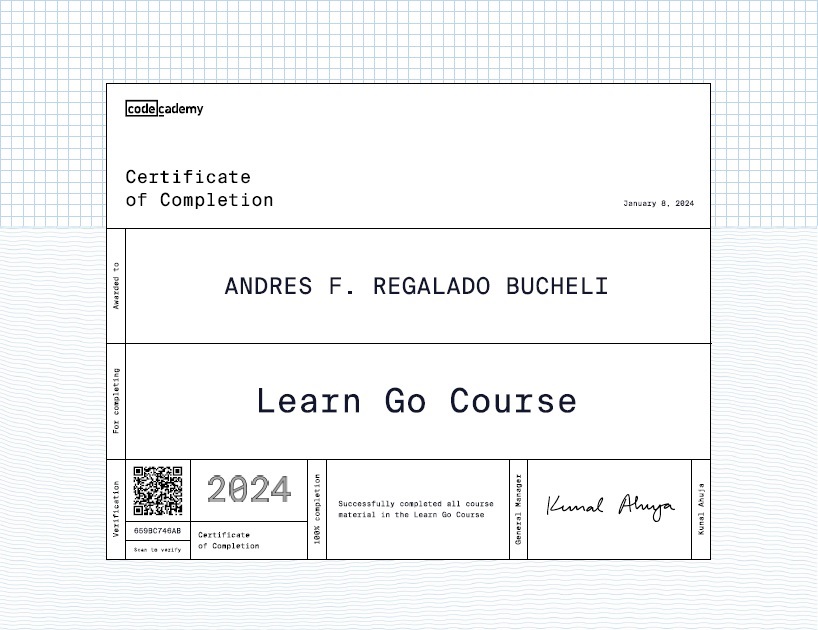 codecademy
Certificate
of Completion
January 8, 2024
Awarded to
ANDRES F. REGALADO BUCHELI
For completing
Learn Go Course
Verification
659BC746AB
Scan to verify
2024
Certificate
of Completion
100% completion
Successfully completed all course
material in the Learn Go Course
General Manager
Kunal Ahuja
Kunal Ahuja